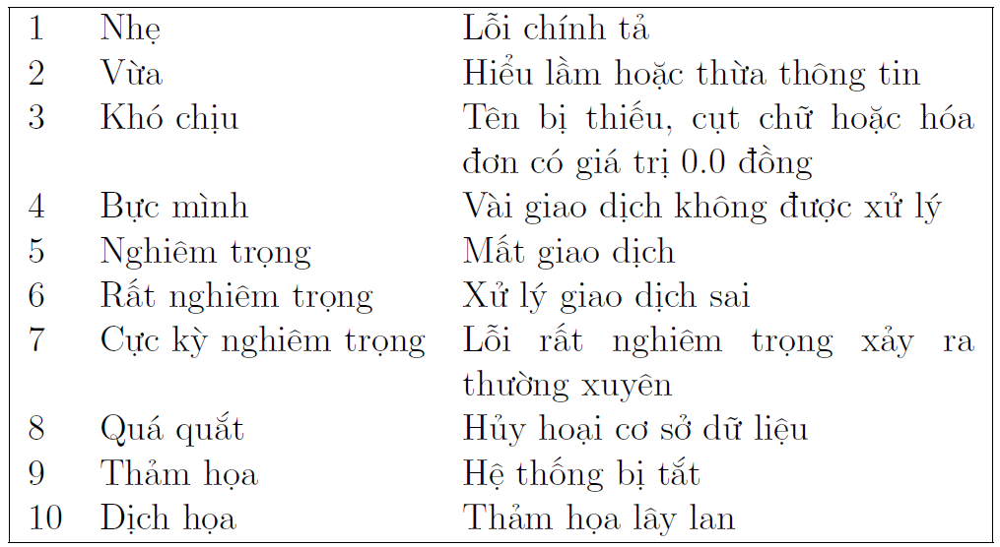 1 Nhẹ Lỗi chính tả
2 Vừa Hiểu lầm hoặc thừa thông tin
3 Khó chịu Tên bị thiếu, cụt chữ hoặc hóa
đơn có giá trị 0.0 đồng
4 Bực mình Vài giao dịch không được xử lý
5 Nghiêm trọng Mất giao dịch
6 Rất nghiêm trọng Xử lý giao dịch sai
7 Cực kỳ nghiêm trọng Lỗi rất nghiêm trọng xảy ra
thường xuyên
8 Quá quắt Hủy hoại cơ sở dữ liệu
9 Thảm họa Hệ thống bị tắt
10 Dịch họa Thảm họa lây lan